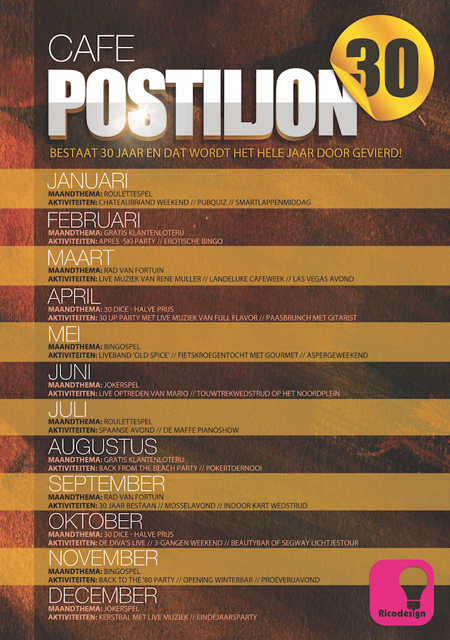 CAFE
POSTILJON
30
BESTAAT 30 JAAR EN DAT WORDT HET HELE JAAR DOOR GEVIERD!
JANUARI
MAANDTHEMA: ROULETTESPEL
AKTIVITEITEN: CHATEAUBRIAND WEEKEND // PUBQUIZ // SMARTLAPPENMIDDAG
FEBRUARI
MAANDTHEMA: GRATIS KLANTENLOTERIJ
AKTIVITEITEN: APRES -SKI PARTY // EROTISCHE BINGO
MAART
MAANDTHEMA: RAD VAN FORTUIN
AKTIVITEITEN: LIVE MUZIEK VAN RENE MULLER // LANDELIJKE CAFEWEEK // LAS VEGAS AVOND
APRIL
MAANDTHEMA: 30 DICE - HALVE PRIJS
AKTIVITEITEN: 30 UP PARTY MET LIVE MUZIEK VAN FULL FLAVOR // PAASBRUNCH MET GITARIST
MEI
MAANDTHEMA: BINGOSPEL
AKTIVITEITEN: LIVEBAND 'OLD SPICE' // FIETSKROEGENTOCHT MET GOURMET // ASPERGEWEEKEND
JUNI
MAANDTHEMA: JOKERSPEL
AKTIVITEITEN: LIVE OPTREDEN VAN MARIO // TOUWTREKWEDSTRIJD OP HET NOORDPLEIN
JULI
MAANDTHEMA: ROULETTESPEL
AKTIVITEITEN: SPAANSE AVOND // DE MAFFE PIANOSHOW
AUGUSTUS
MAANDTHEMA: GRATIS KLANTENLOTERIJ
AKTIVITEITEN: BACK FROM THE BEACH PARTY // POKERTOERNOOI
SEPTEMBER
MAANDTHEMA: RAD VAN FORTUIN
AKTIVITEITEN: 30 JAAR BESTAAN // MOSSELAVOND // INDOOR KART WEDSTRIJD
OKTOBER
MAANDTHEMA: 30 DICE - HALVE PRIJS
AKTIVITEITEN: DE DIVA'S LIVE // 3-GANGEN WEEKEND // BEAUTYBAR OF SEGWAY LICHTJESTOUR
NOVEMBER
MAANDTHEMA: BINGOSPEL
AKTIVITEITEN: BACK TO THE '80 PARTY // OPENING WINTERBAR // PROEVERIJAVOND
DECEMBER
MAANDTHEMA: JOKERSPEL
AKTIVITEITEN: KERSTBAL MET LIVE MUZIEK // EINDEJAARSPARTY
Ricodesign